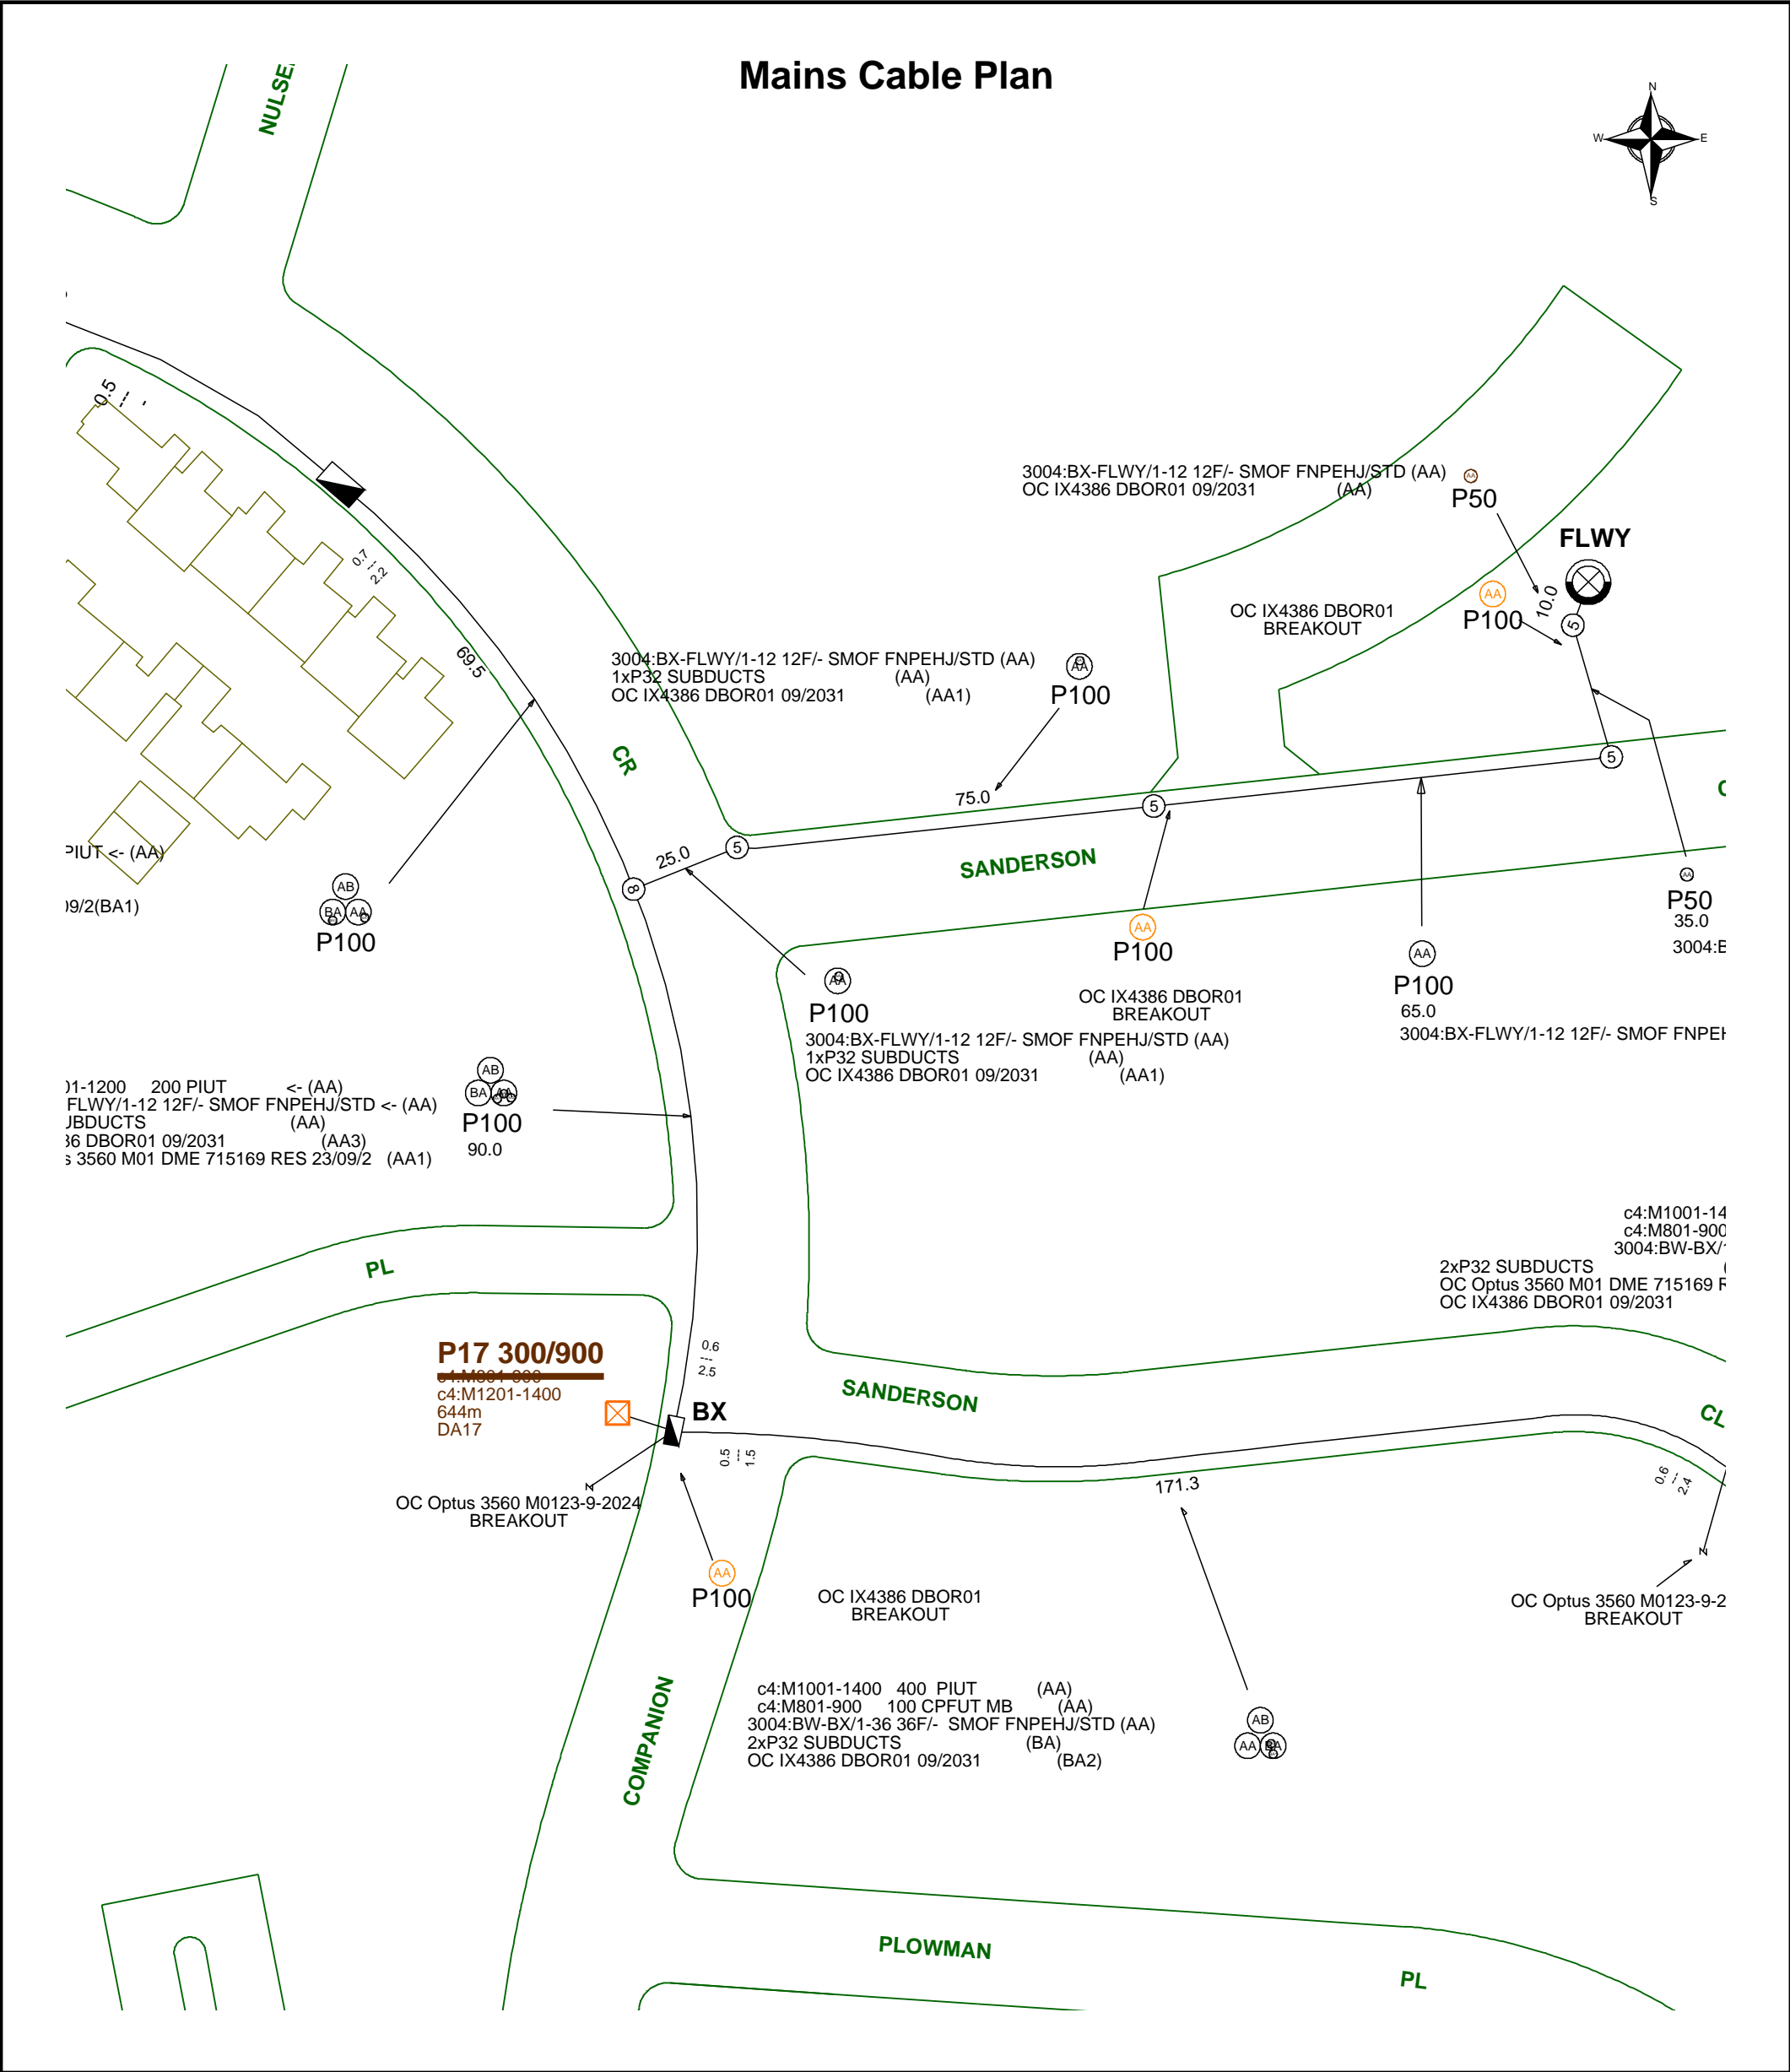 Mains Cable Plan
N
W
E
S
0.5
3004:BX-FLWY/1-12 12F/- SMOF FNPEHJ/STD (AA)
OC IX4386 DBOR01 09/2031 (AA)
AA
P50
FLWY
0.7
---
2.2
10.0
AA
P100
5
OC IX4386 DBOR01
BREAKOUT
69.5
3004:BX-FLWY/1-12 12F/- SMOF FNPEHJ/STD (AA)
1xP32 SUBDUCTS (AA)
OC IX4386 DBOR01 09/2031 (AA1)
AA
P100
CR
75.0
5
5
5
25.0
8
SANDERSON
PIUT <- (AA)
AB
BA AA
P100
AA
P50
35.0
AA
P100
AA
P100
65.0
AA
P100
OC IX4386 DBOR01
BREAKOUT
3004:BX-FLWY/1-12 12F/- SMOF FNPEHJ/STD (AA)
1xP32 SUBDUCTS (AA)
OC IX4386 DBOR01 09/2031 (AA1)
3004:BX-FLWY/1-12 12F/- SMOF
01-1200 200 PIUT <- (AA)
FLWY/1-12 12F/- SMOF FNPEHJ/STD <- (AA)
(AA)
DBOR01 09/2031 (AA3)
3560 M01 DME 715169 RES 23/09/2 (AA1)
AB
BA AA
P100
90.0
PL
c4:M1001-14
c4:M801-900
3004:BW-BX/
2xP32 SUBDUCTS
OC Optus 3560 M01 DME 715169
OC IX4386 DBOR01 09/2031
0.6
---
2.5
P17 300/900
c4:M801-900
c4:M1201-1400
644m
DA17
BX
SANDERSON
CL
0.5
---
1.5
0.6
---
2.4
171.3
OC Optus 3560 M0123-9-2024
BREAKOUT
AA
P100
OC IX4386 DBOR01
BREAKOUT
OC Optus 3560 M0123-9-2
BREAKOUT
COMPANION
c4:M1001-1400 400 PIUT (AA)
c4:M801-900 100 CPFUT MB (AA)
3004:BW-BX/1-36 36F/- SMOF FNPEHJ/STD (AA)
2xP32 SUBDUCTS (BA)
OC IX4386 DBOR01 09/2031 (BA2)
AB
AA BA
PLOWMAN
PL